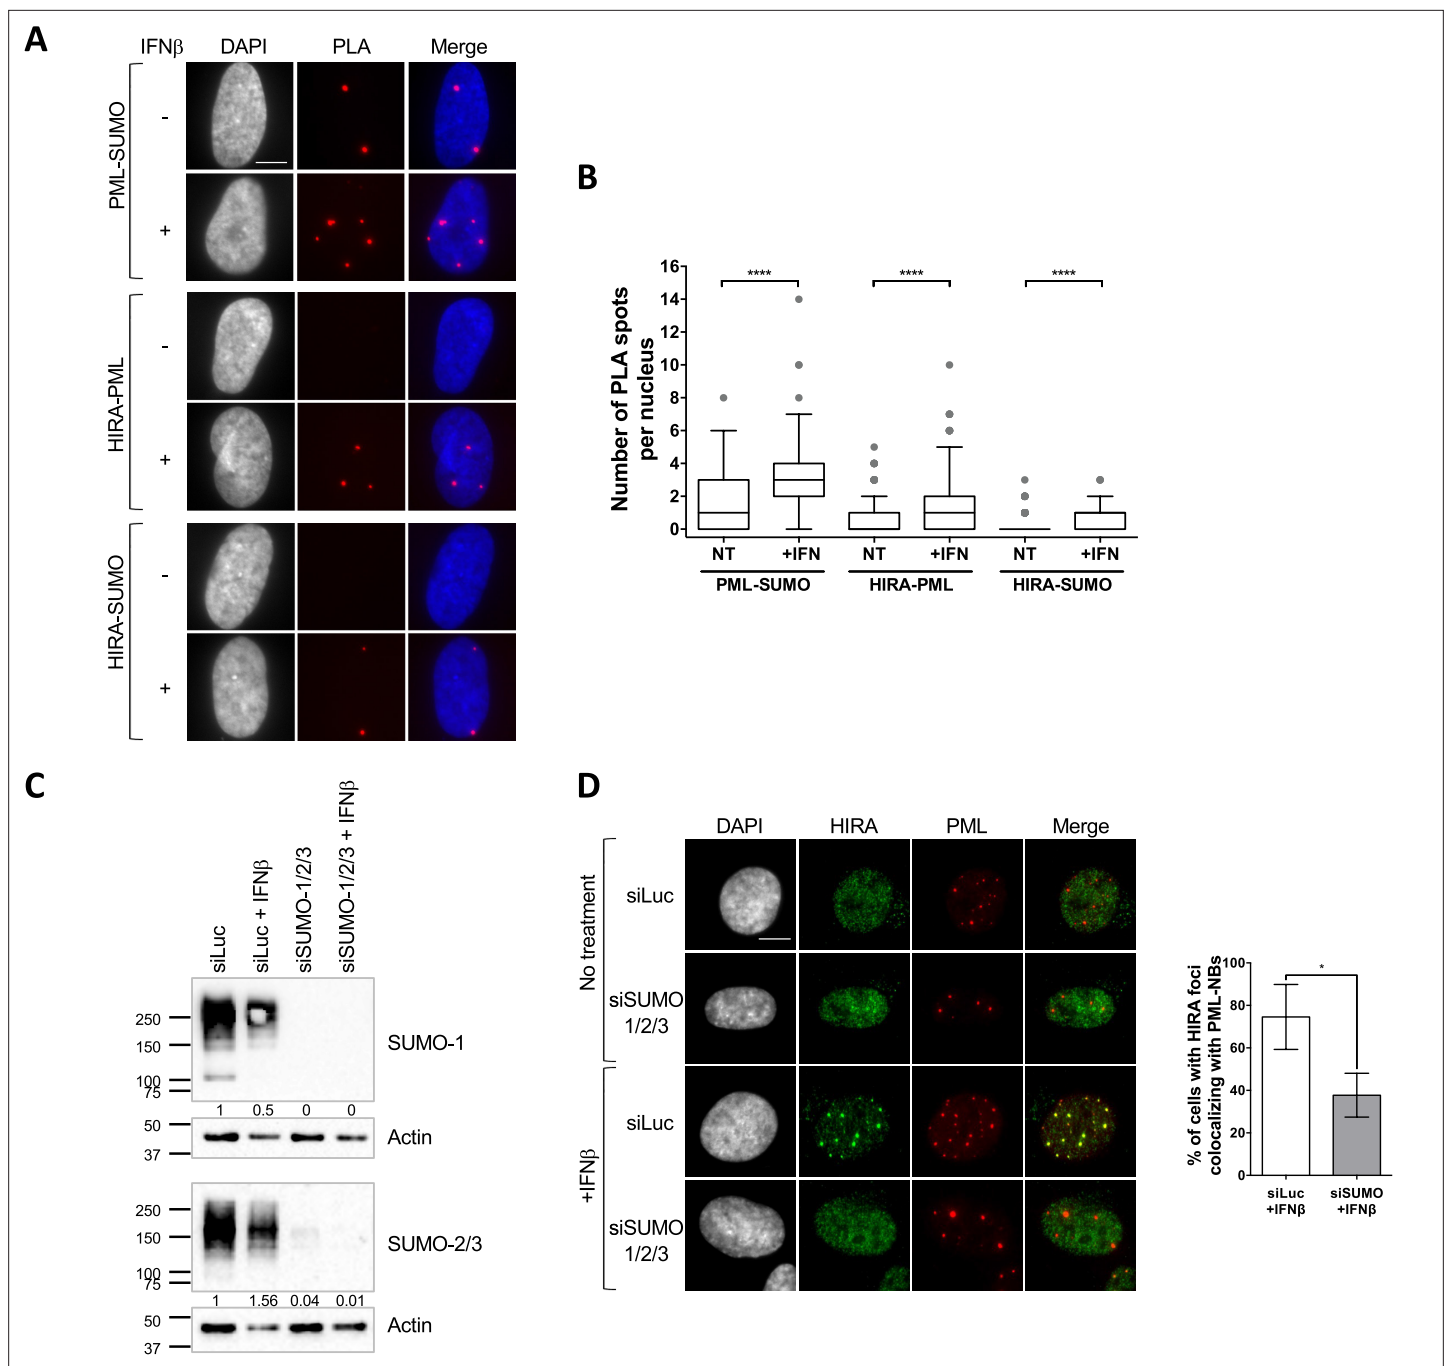 A
IFNβ DAPI PLA Merge
PML-SUMO
-
+
HIRA-PML
-
+
HIRA-SUMO
-
+
B
Number of PLA spots
per nucleus
16
14
12
10
8
6
4
2
0
**** **** ****
NT +IFN NT +IFN NT +IFN
PML-SUMO HIRA-PML HIRA-SUMO
C
siLuc
siLuc + IFNβ
siSUMO-1/2/3
siSUMO-1/2/3 + IFNβ
250
150
100
75
SUMO-1
1 0.5 0 0
50
37
Actin
250
150
100
75
SUMO-2/3
1 1.56 0.04 0.01
50
37
Actin
D
DAPI HIRA PML Merge
No treatment
siLuc
siSUMO
1/2/3
+IFNβ
siLuc
siSUMO
1/2/3
% of cells with HIRA foci
colocalizing with PML-NBs
100
80
60
40
20
0
*
siLuc
+IFNβ
siSUMO
+IFNβ